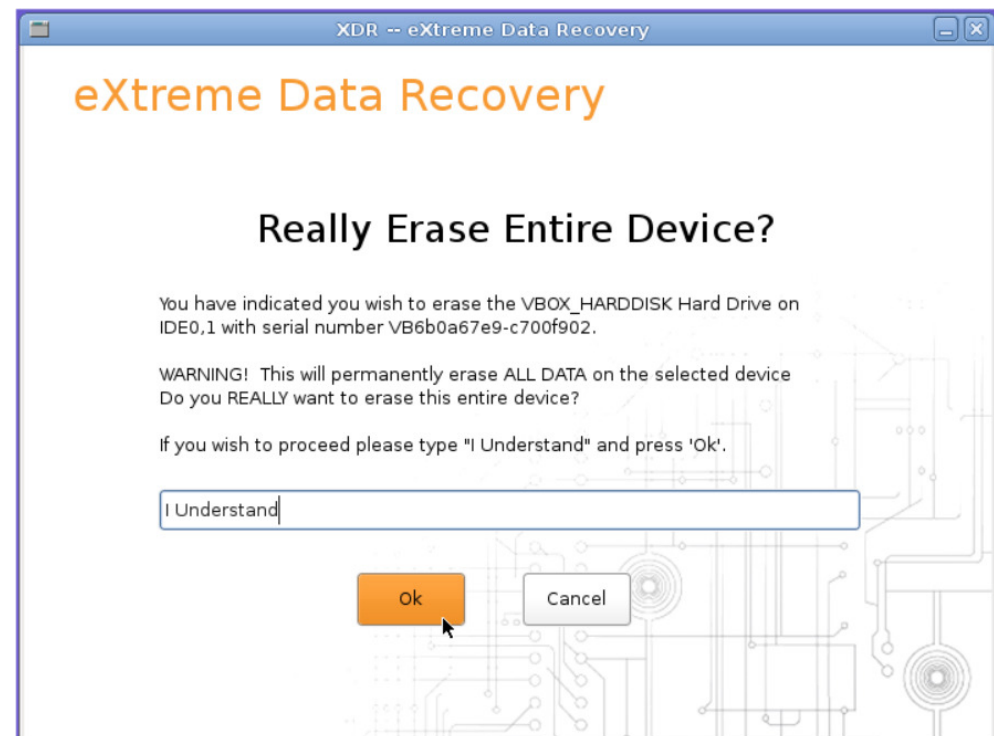 XDR -- eXtreme Data Recovery
eXtreme Data Recovery
Really Erase Entire Device?
You have indicated you wish to erase the VBOX_HARDDISK Hard Drive on
IDE0,1 with serial number VB6b0a67e9-c700f902.
WARNING!  This will permanently erase ALL DATA on the selected device
Do you REALLY want to erase this entire device?
If you wish to proceed please type "I Understand" and press 'Ok'.
I Understand
Ok Cancel